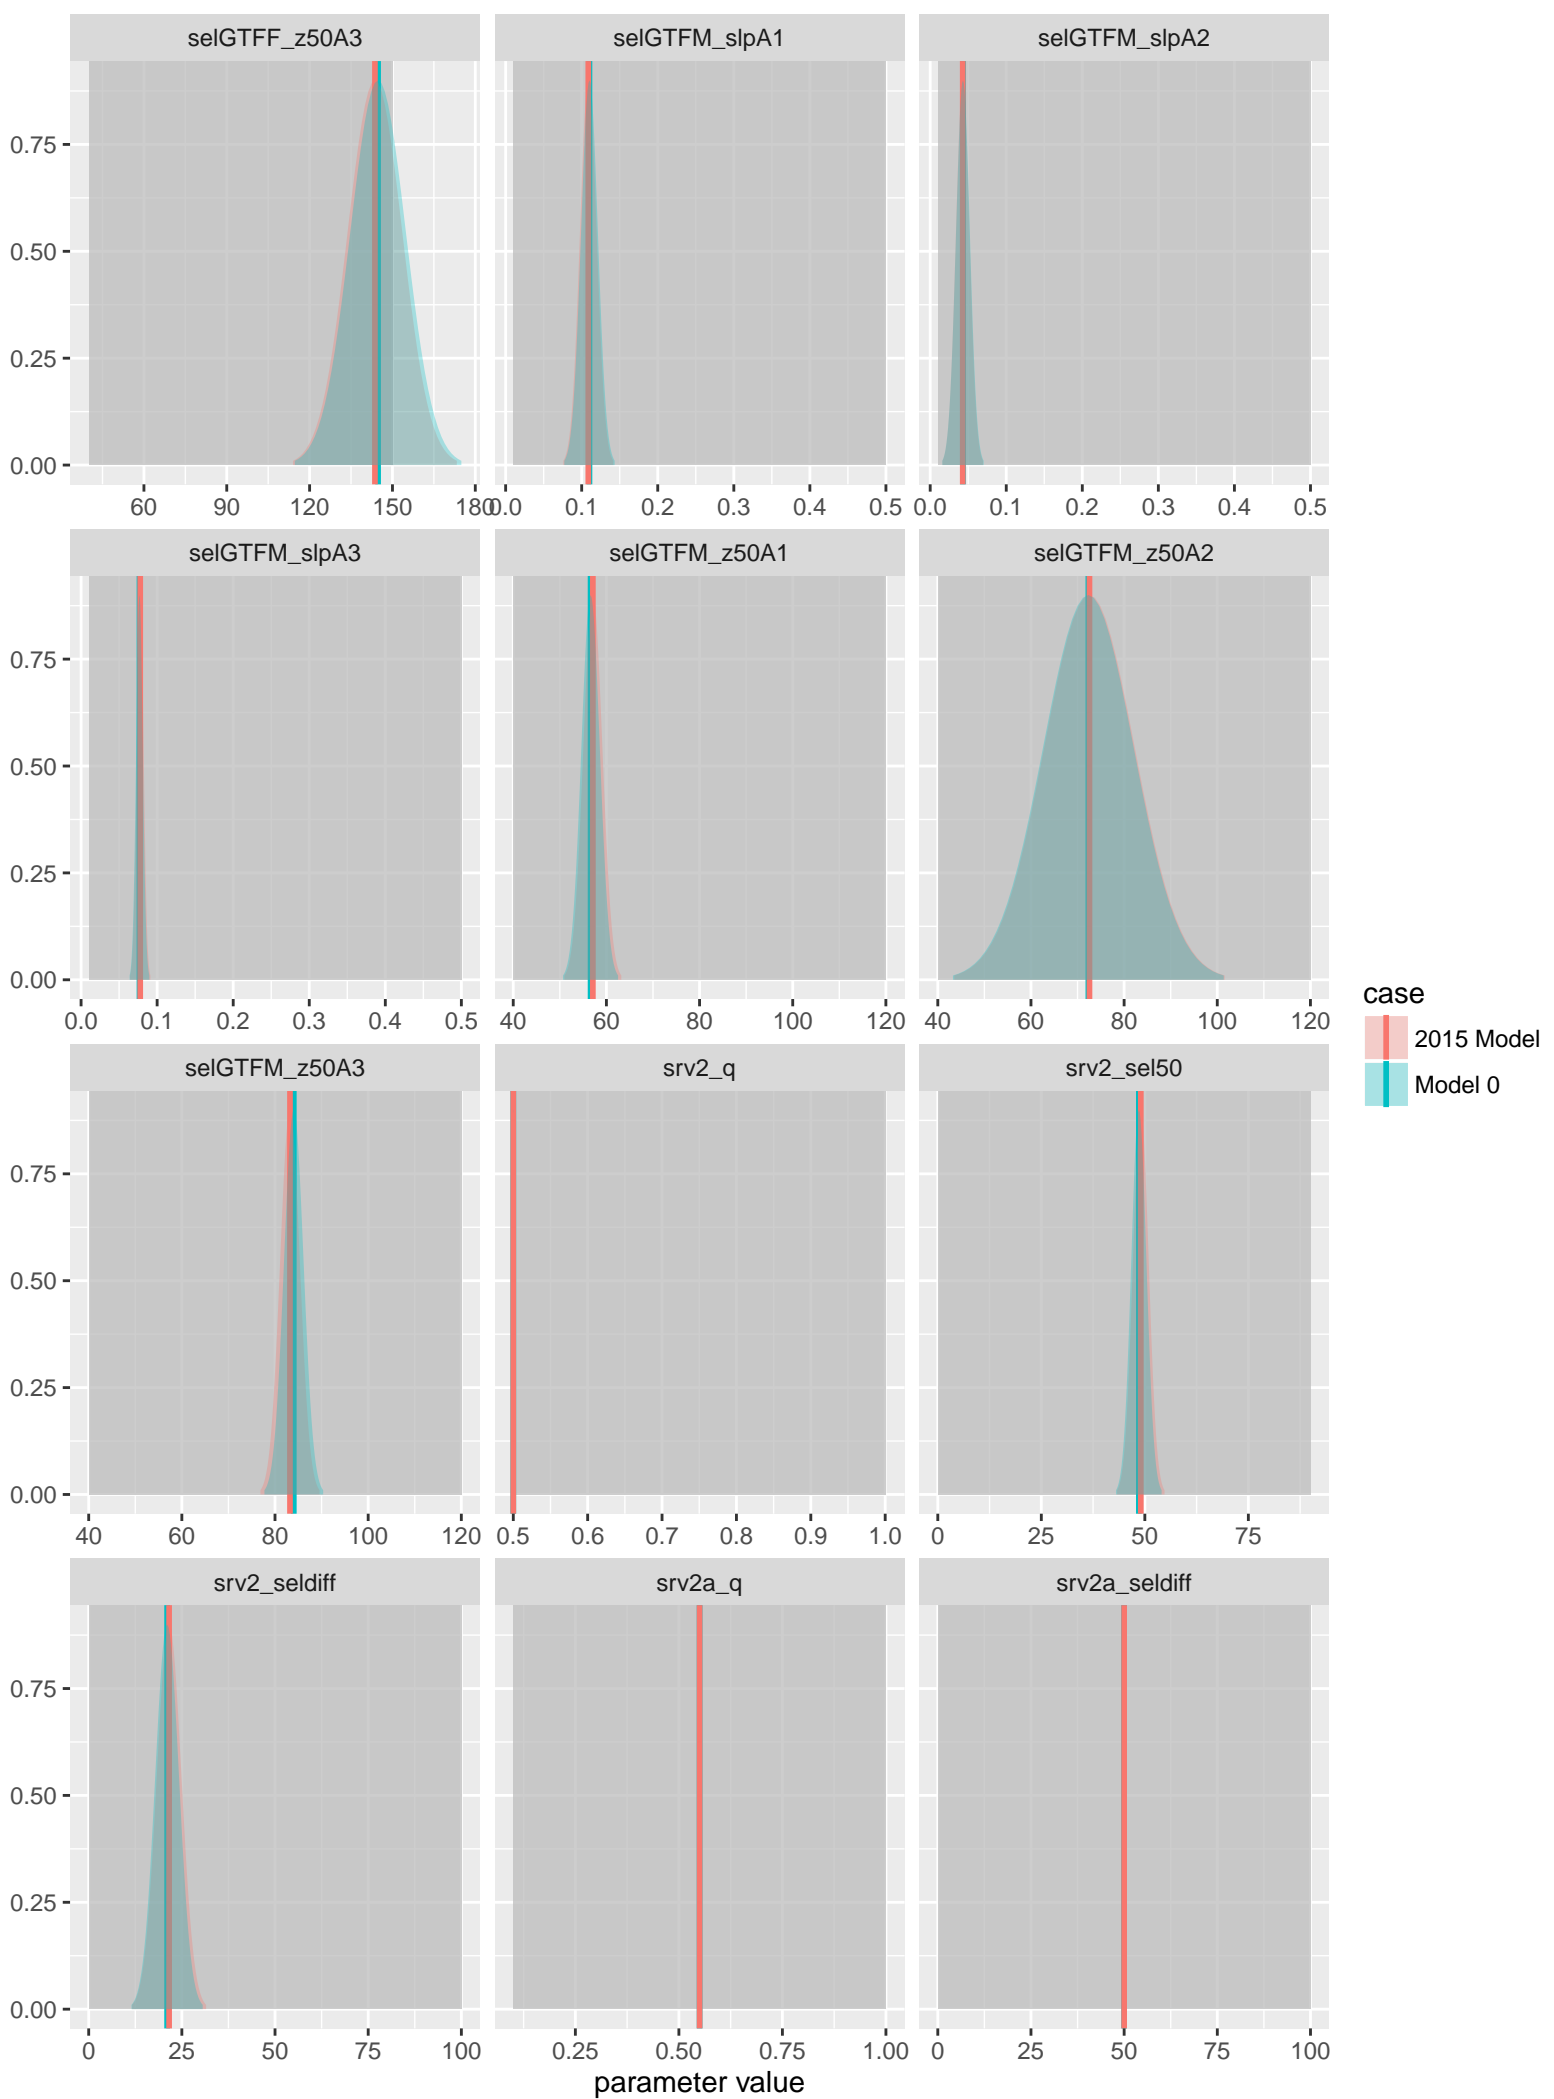 selGTFF_z50A3 selGTFM_slpA1 selGTFM_slpA2
0.75
0.50
0.25
0.00
60 90 120 150 180 0.0 0.1 0.2 0.3 0.4 0.5 0.0 0.1 0.2 0.3 0.4 0.5
selGTFM_slpA3 selGTFM_z50A1 selGTFM_z50A2
0.75
0.50
0.25
0.00
0.0 0.1 0.2 0.3 0.4 0.5 40 60 80 100 120 40 60 80 100 120
case
2015 Model
Model 0
selGTFM_z50A3 srv2_q srv2_sel50
0.75
0.50
0.25
0.00
40 60 80 100 120 0.5 0.6 0.7 0.8 0.9 1.0 0 25 50 75
srv2_seldiff srv2a_q srv2a_seldiff
0.75
0.50
0.25
0.00
0 25 50 75 100 0.25 0.50 0.75 1.00 0 25 50 75 100
parameter value